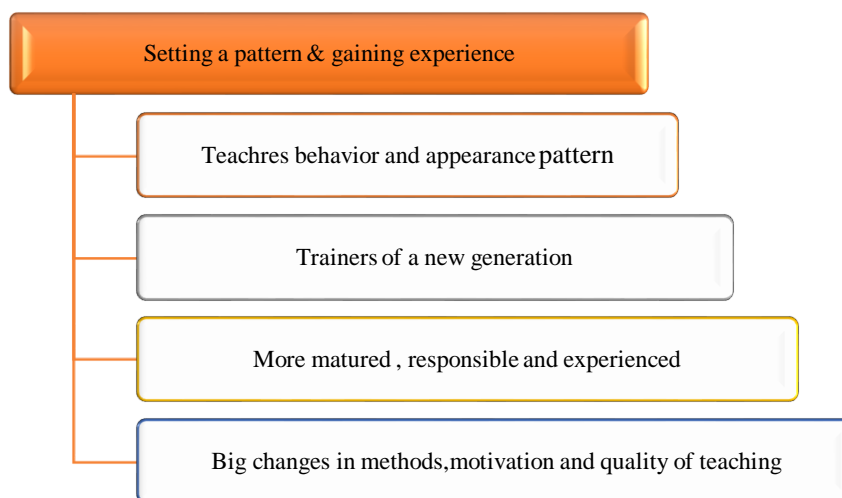 Setting a pattern & gaining experience
Teachres behavior and appearance pattern
Trainers of a new generation
More matured , responsible and experienced
Big changes in methods,motivation and quality of teaching